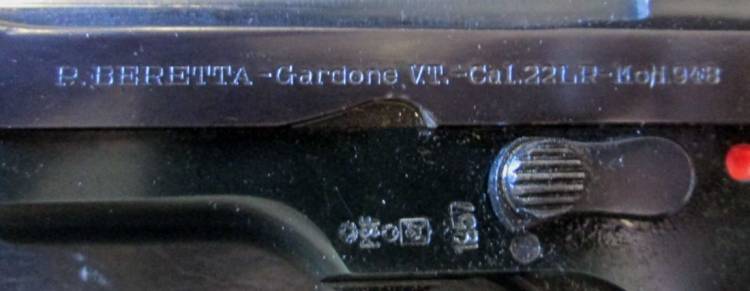 P. BERETTA - Gardone V.T. - Cal. 22LR - Mod 1948